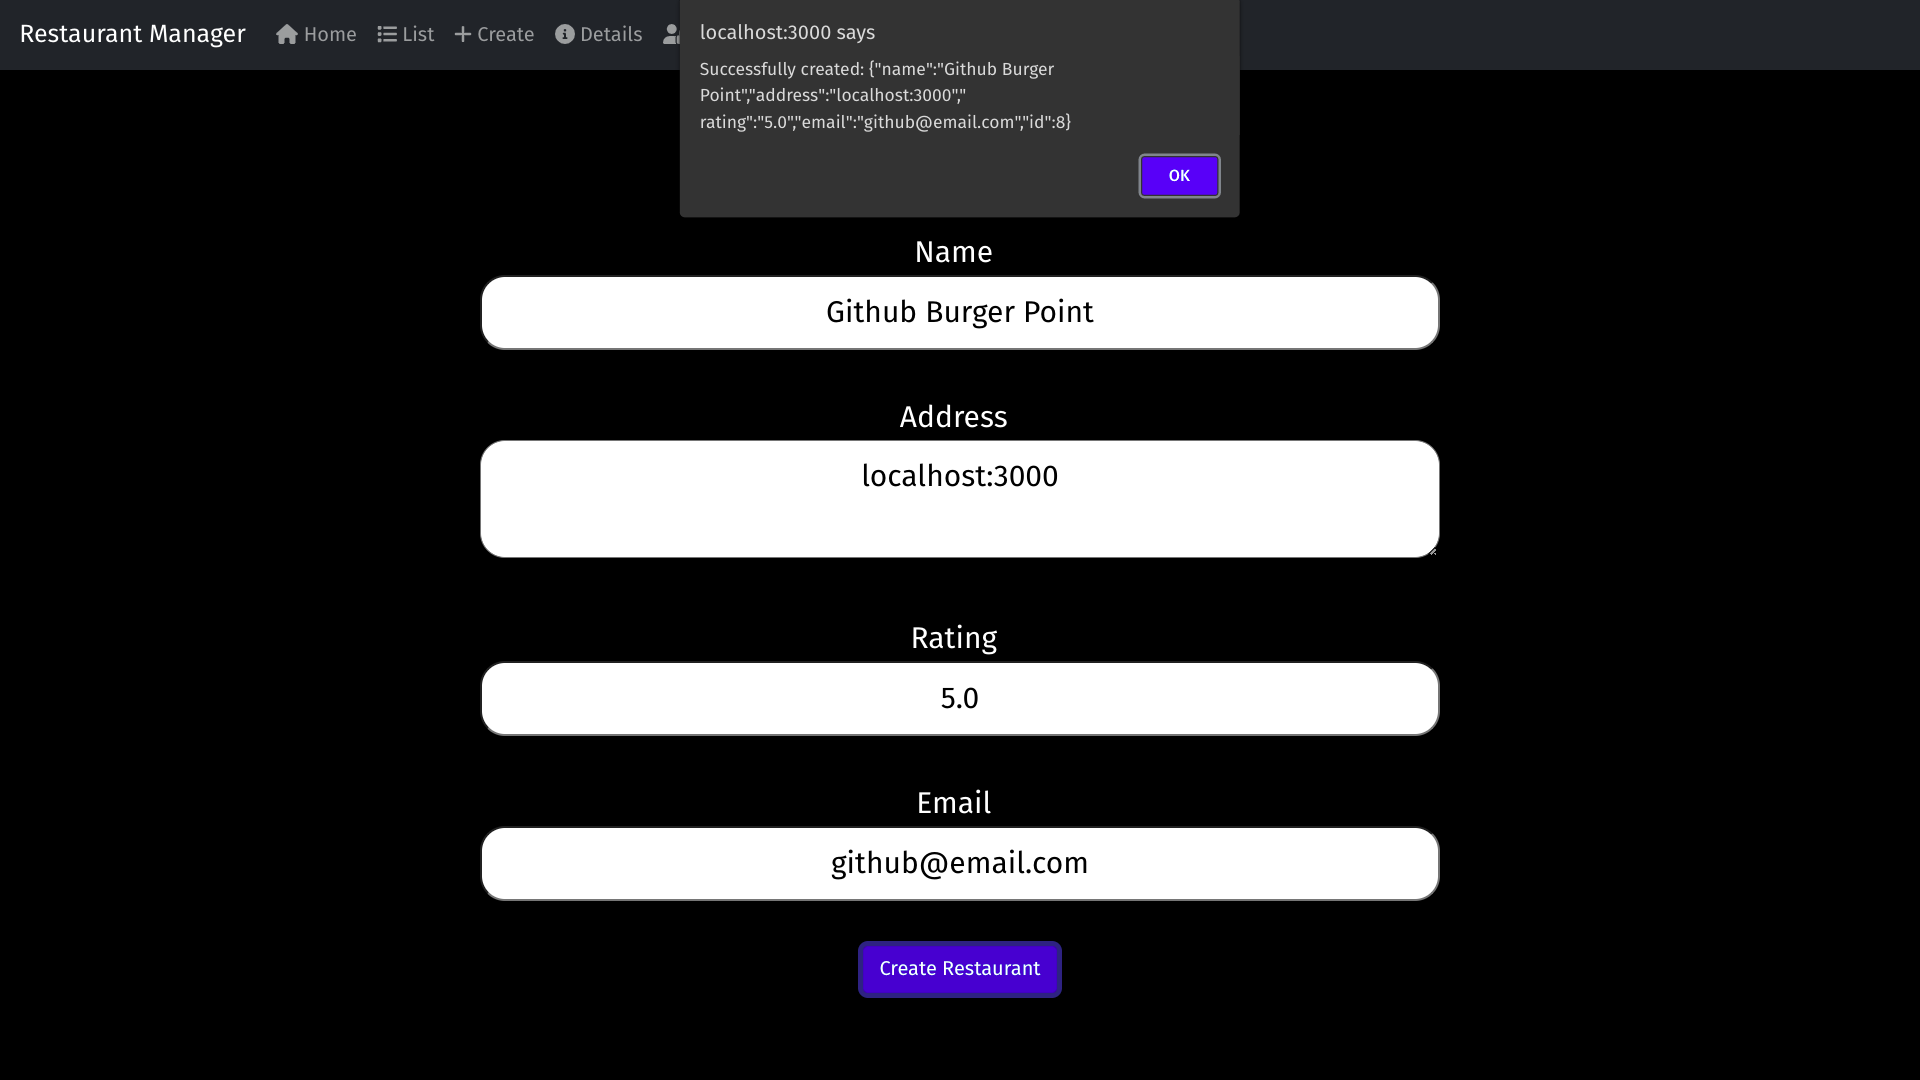 Restaurant Manager Home List Create Details
localhost:3000 says
Successfully created: {"name":"Github Burger
Point","address":"localhost:3000","
rating":"5.0","email":"github@email.com","id":8}
OK
Name
Github Burger Point
Address
localhost:3000
Rating
5.0
Email
github@email.com
Create Restaurant